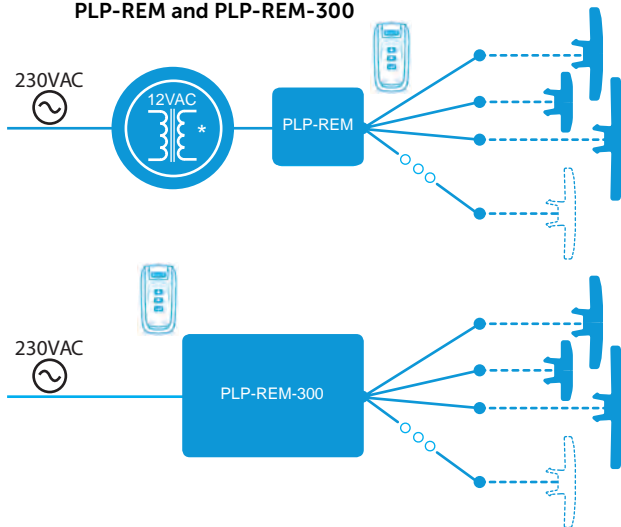 PLP-REM and PLP-REM-300
230VAC
12VAC
*
PLP-REM
230VAC
PLP-REM-300